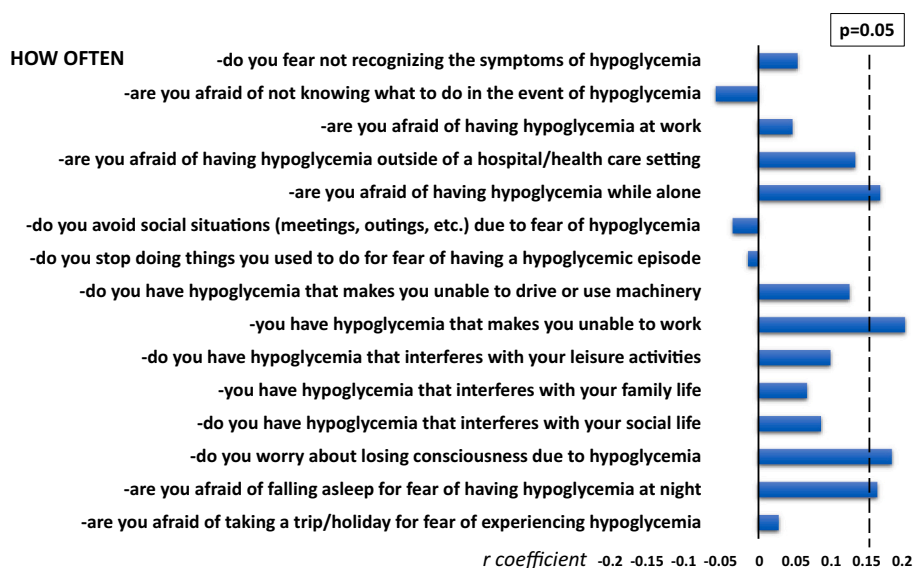 p=0.05
HOW OFTEN
-do you fear not recognizing the symptoms of hypoglycemia
-are you afraid of not knowing what to do in the event of hypoglycemia
-are you afraid of having hypoglycemia at work
-are you afraid of having hypoglycemia outside of a hospital/health care setting
-are you afraid of having hypoglycemia while alone
-do you avoid social situations (meetings, outings, etc.) due to fear of hypoglycemia
-do you stop doing things you used to do for fear of having a hypoglycemic episode
-do you have hypoglycemia that makes you unable to drive or use machinery
-you have hypoglycemia that makes you unable to work
-do you have hypoglycemia that interferes with your leisure activities
-you have hypoglycemia that interferes with your family life
-do you have hypoglycemia that interferes with your social life
-do you worry about losing consciousness due to hypoglycemia
-are you afraid of falling asleep for fear of having hypoglycemia at night
-are you afraid of taking a trip/holiday for fear of experiencing hypoglycemia
r coefficient -0.2 -0.15 -0.1 -0.05 0 0.05 0.1 0.15 0.2